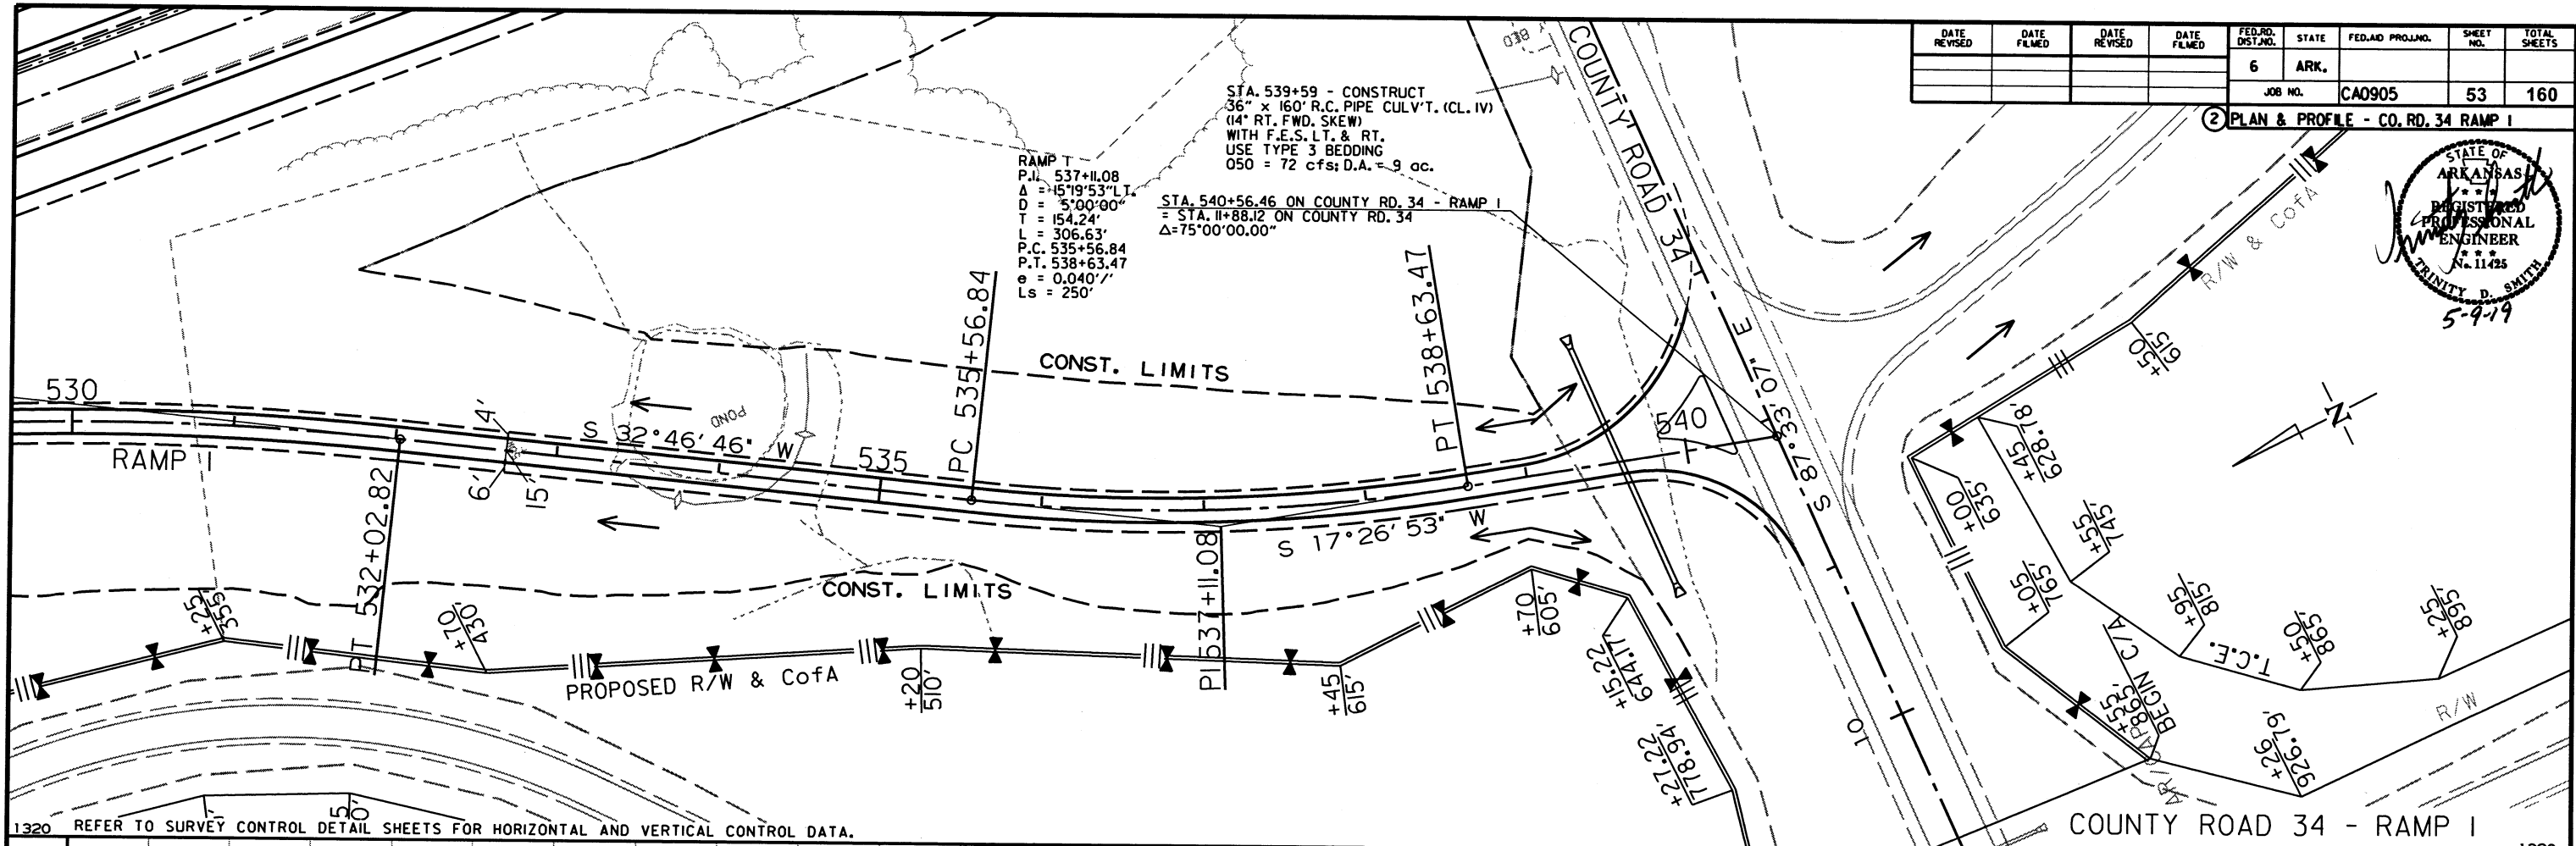 DATE REVISED
DATE FILMED
DATE REVISED
DATE FILMED
FED.RD. DIST.NO.
STATE
FED.AID PROJ.NO.
SHEET NO.
TOTAL SHEETS
6
ARK.
JOB NO.
CA0905
53
160
2
PLAN & PROFILE - CO. RD. 34 RAMP 1
STATE OF
ARKANSAS
* * *
REGISTERED
PROFESSIONAL
ENGINEER
* * *
No. 11425
TRINITY D. SMITH
5-9-19
STA. 539+59 - CONSTRUCT
36" x 160' R.C. PIPE CULV'T. (CL. IV)
(14° RT. FWD. SKEW)
WITH F.E.S. LT. & RT.
USE TYPE 3 BEDDING
Q50 = 72 cfs; D.A. = 9 ac.
RAMP 1
P.I. 537+11.08
Δ = 15°19'53" LT.
D = 5°00'00"
T = 154.24'
L = 306.63'
P.C. 535+56.84
P.T. 538+63.47
e = 0.040'/'
Ls = 250'
STA. 540+56.46 ON COUNTY RD. 34 - RAMP 1
= STA. 11+88.12 ON COUNTY RD. 34
Δ=75°00'00.00"
COUNTY ROAD 34
BED
S 87°33' 07" E
R/W & CofA
N
530
RAMP 1
PT 532+02.82
4'
6'
15'
S 32°46' 46" W
POND
535
PC 535+56.84
CONST. LIMITS
PT 538+63.47
540
S 17°26' 53" W
PI 537+11.08
CONST. LIMITS
PROPOSED R/W & CofA
+25
355'
+70
430'
+20
510'
+45
615'
+70
605'
+15.22
644.17'
+27.22
778.94'
10
+50
615'
+45
628.78'
+00
635'
+55
745'
+05
765'
+95
815'
T.C.E.
+50
865'
+25
895'
+55
865'
BEGIN C/A
+26
926.79'
R/W
1320
REFER TO SURVEY CONTROL DETAIL SHEETS FOR HORIZONTAL AND VERTICAL CONTROL DATA.
COUNTY ROAD 34 - RAMP 1